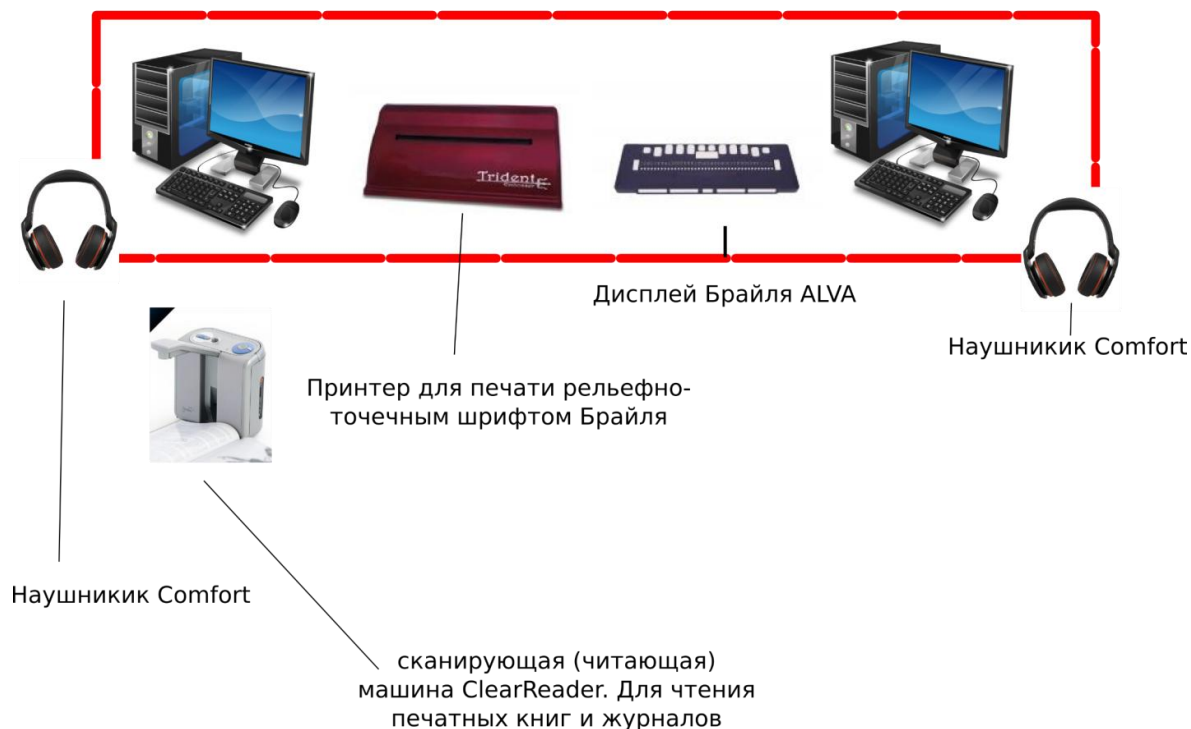 Trident
Дисплей Брайля ALVA
Наушникик Comfort
Принтер для печати рельефно-
точечным шрифтом Брайля
Наушникик Comfort
сканирующая (читающая)
машина ClearReader. Для чтения
печатных книг и журналов